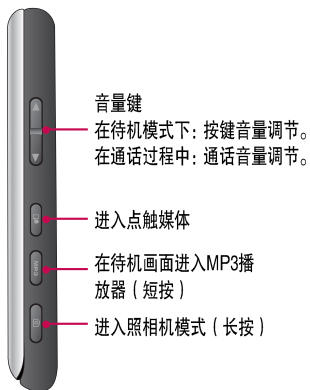 音量键
在待机模式下: 按键音量调节。
在通话过程中: 通话音量调节。
进入点触媒体
在待机画面进入MP3播
放器（短按）
MP3
进入照相机模式（长按）